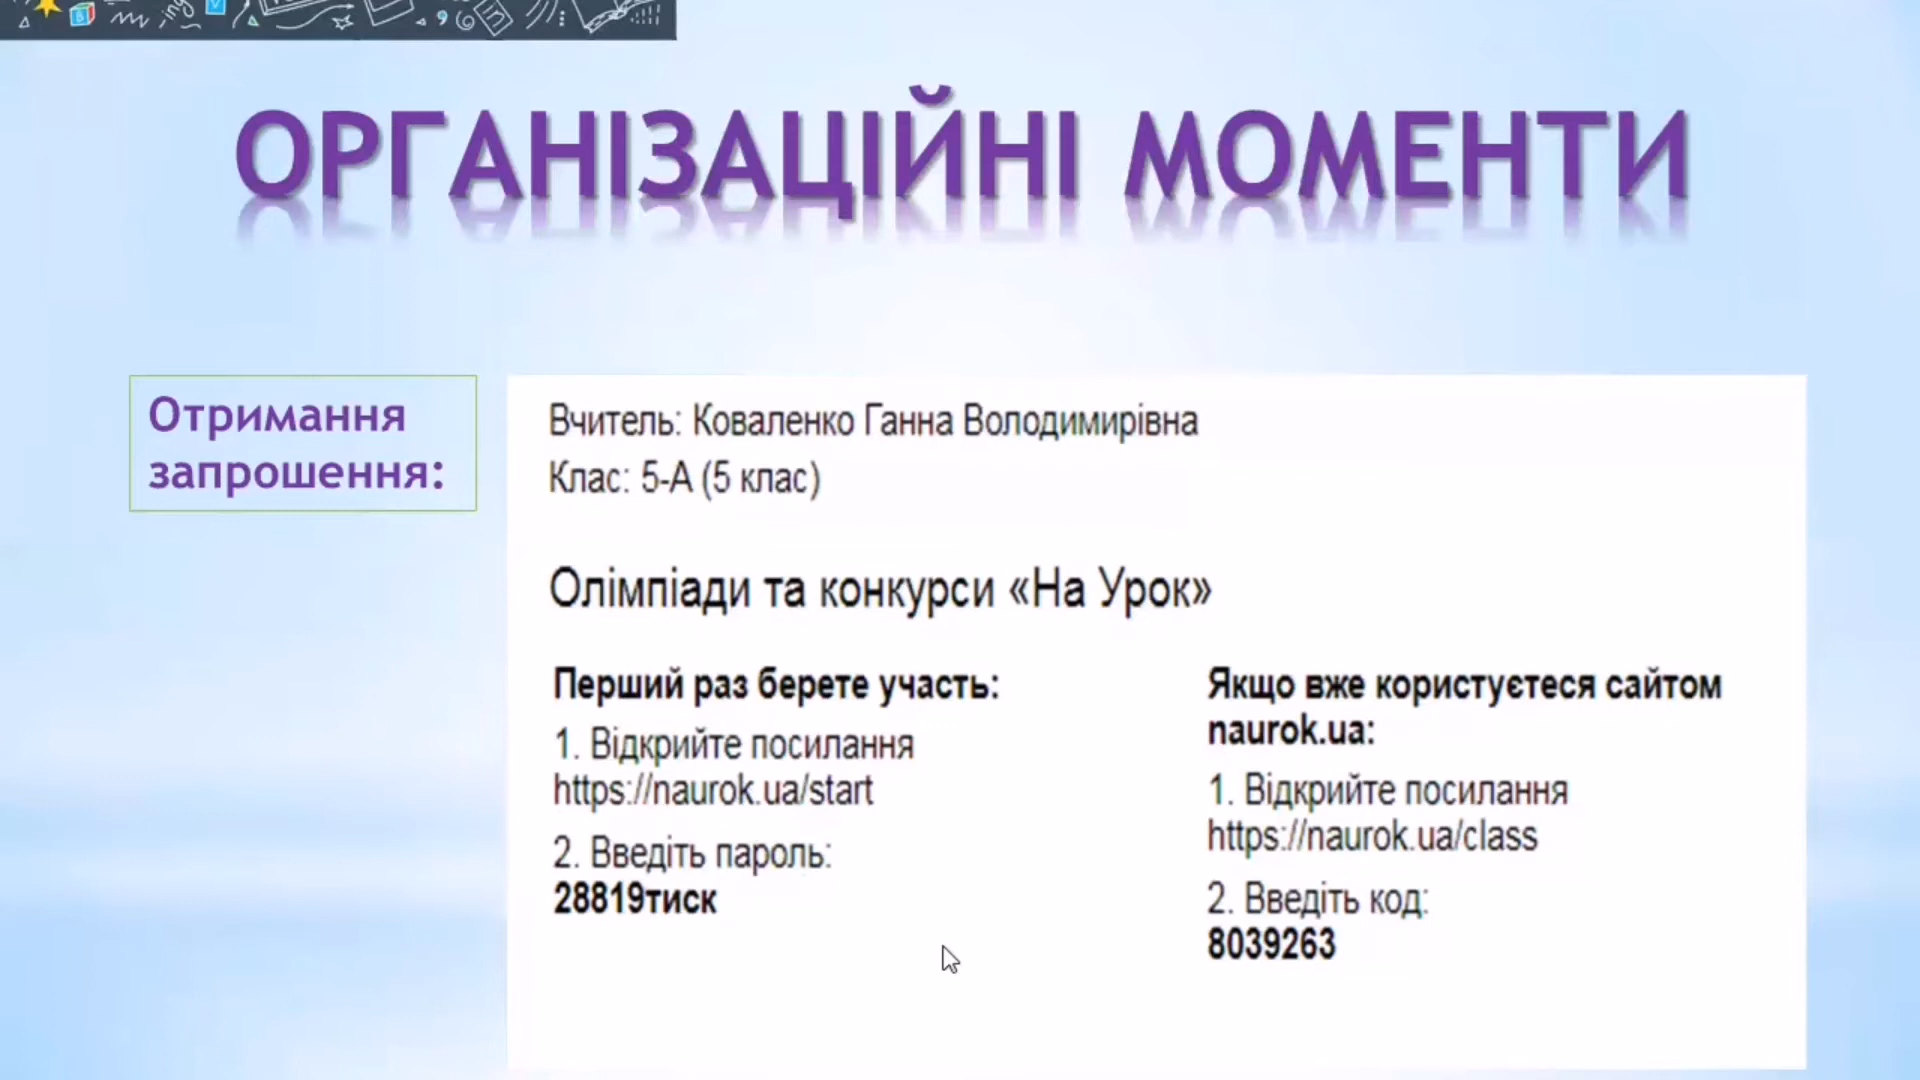 ОРГАНІЗАЦІЙНІ МОМЕНТИ
Отримання
запрошення:
Вчитель: Коваленко Ганна Володимирівна
Клас: 5-А (5 клас)
Олімпіади та конкурси «На Урок»
Перший раз берете участь:
1. Відкрийте посилання
https://naurok.ua/start
2. Введіть пароль:
28819тиск
Якщо вже користуєтеся сайтом
naurok.ua:
1. Відкрийте посилання
https://naurok.ua/class
2. Введіть код:
8039263